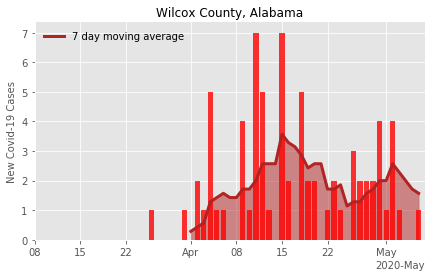 Wilcox County, Alabama
7 day moving average
New Covid-19 Cases
7
6
5
4
3
2
1
0
08 15 22 Apr 08 15 22 May
2020-May